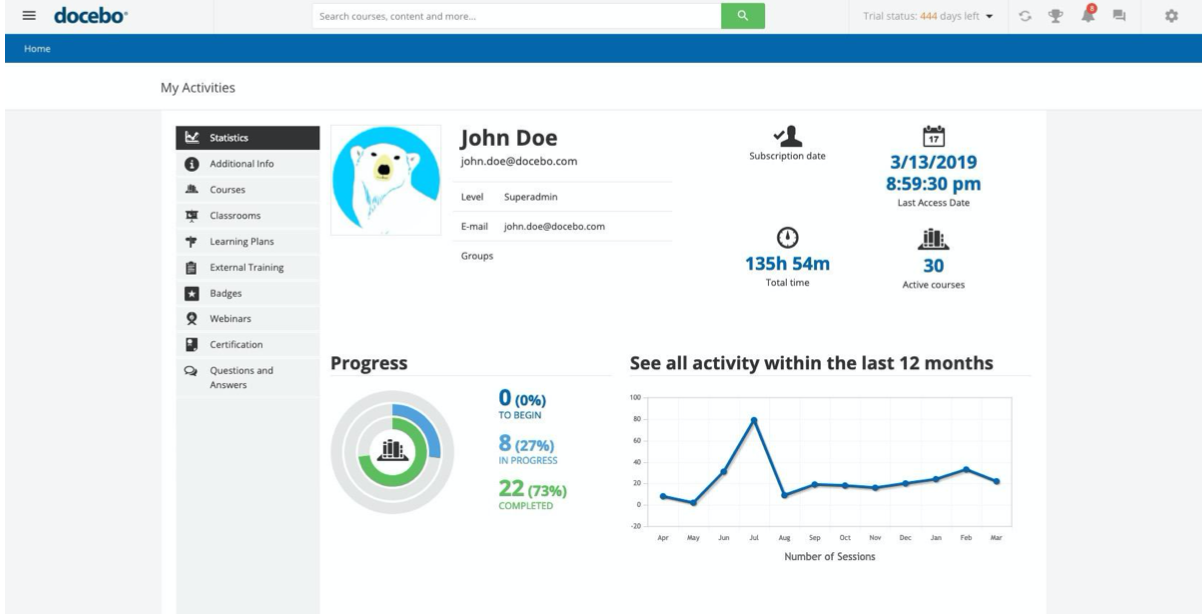 docebo
Search courses, content and more...
Trial status: 444 days left
8
Home
My Activities
Statistics
Additional Info
Courses
Classrooms
Learning Plans
External Training
Badges
Webinars
Certification
Questions and
Answers
John Doe
john.doe@docebo.com
Level Superadmin
E-mail john.doe@docebo.com
Groups
Subscription date
17
3/13/2019
8:59:30 pm
Last Access Date
135h 54m
Total time
30
Active courses
Progress
0 (0%)
TO BEGIN
8 (27%)
IN PROGRESS
22 (73%)
COMPLETED
See all activity within the last 12 months
100
80
60
40
20
0
-20
Apr May Jun Jul Aug Sep Oct Nov Dec Jan Feb Mar
Number of Sessions